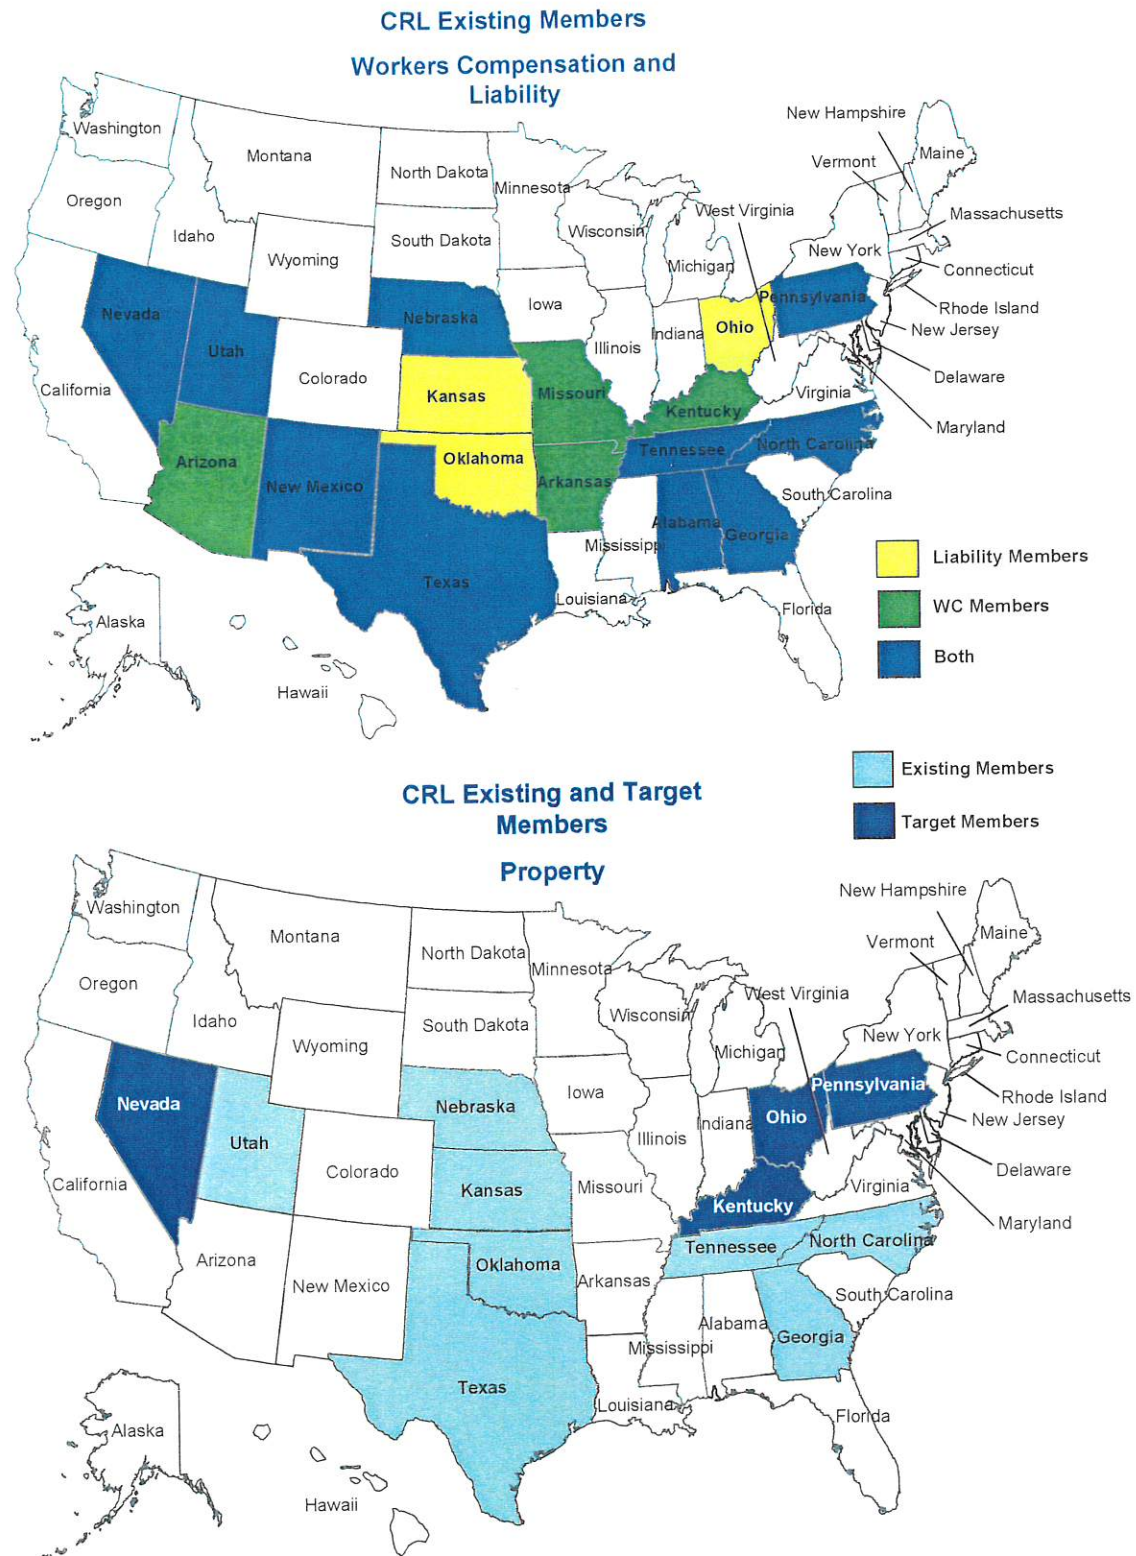 CRL Existing Members
Workers Compensation and
Liability
New Hampshire
Washington
Vermont
Maine
Montana
North Dakota
Minnesota
Oregon
West Virginia
Massachusetts
Idaho
South Dakota
Wisconsin
New York
Wyoming
Michigan
Connecticut
Iowa
Pennsylvania
Rhode Island
Nevada
Nebraska
Ohio
Indiana
New Jersey
Utah
Illinois
Colorado
Delaware
California
Kansas
Missouri
Virginia
Kentucky
Maryland
Tennessee
North Carolina
Arizona
Oklahoma
New Mexico
Arkansas
South Carolina
Alabama
Georgia
Mississippi
Liability Members
Texas
Louisiana
Florida
WC Members
Alaska
Both
Hawaii
Existing Members
CRL Existing and Target
Members
Target Members
Property
New Hampshire
Washington
Vermont
Maine
Montana
North Dakota
Minnesota
Oregon
West Virginia
Massachusetts
Idaho
South Dakota
Wisconsin
New York
Wyoming
Michigan
Connecticut
Iowa
Pennsylvania
Rhode Island
Nevada
Nebraska
Ohio
Indiana
New Jersey
Utah
Illinois
Colorado
Delaware
California
Kansas
Missouri
Virginia
Kentucky
Maryland
Tennessee
North Carolina
Arizona
Oklahoma
New Mexico
Arkansas
South Carolina
Alabama
Georgia
Mississippi
Texas
Louisiana
Florida
Alaska
Hawaii